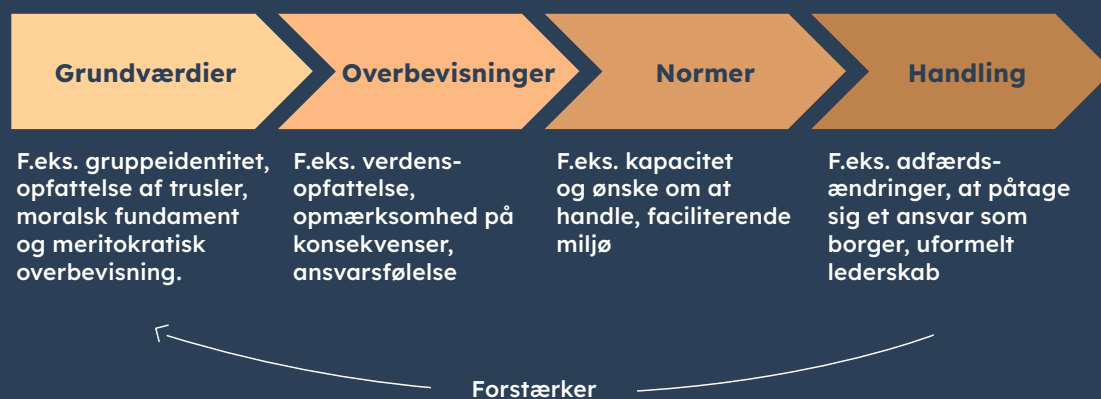 Grundværdier
Overbevisninger
Normer
Handling
F.eks. gruppeidentitet,
opfattelse af trusler,
moralsk fundament
og meritokratisk
overbevisning.
F.eks. verdens-
opfattelse,
opmærksomhed på
konsekvenser,
ansvarsfølelse
F.eks. kapacitet
og ønske om at
handle, faciliterende
miljø
F.eks. adfærds-
ændringer, at påtage
sig et ansvar som
borger, uformelt
lederskab
Forstærker